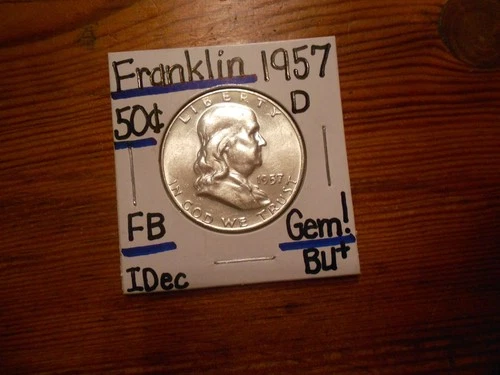 Franklin 1957
D
50¢
LIBERTY
1957
IN GOD WE TRUST
FB
Gem!
BU+
IDec